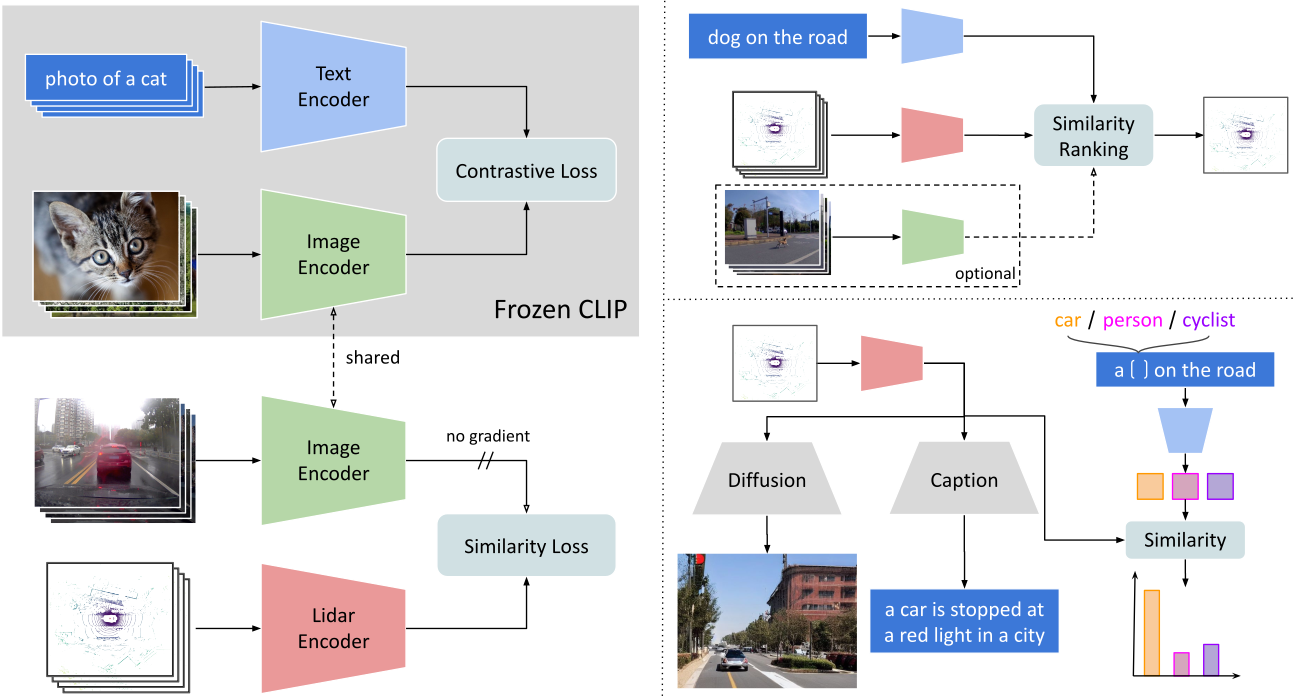 photo of a cat
Text
Encoder
Contrastive Loss
Image
Encoder
Frozen CLIP
shared
Image
Encoder
no gradient
Similarity Loss
Lidar
Encoder
dog on the road
Similarity
Ranking
optional
car / person / cyclist
a [ ] on the road
Diffusion
Caption
Similarity
a car is stopped at
a red light in a city